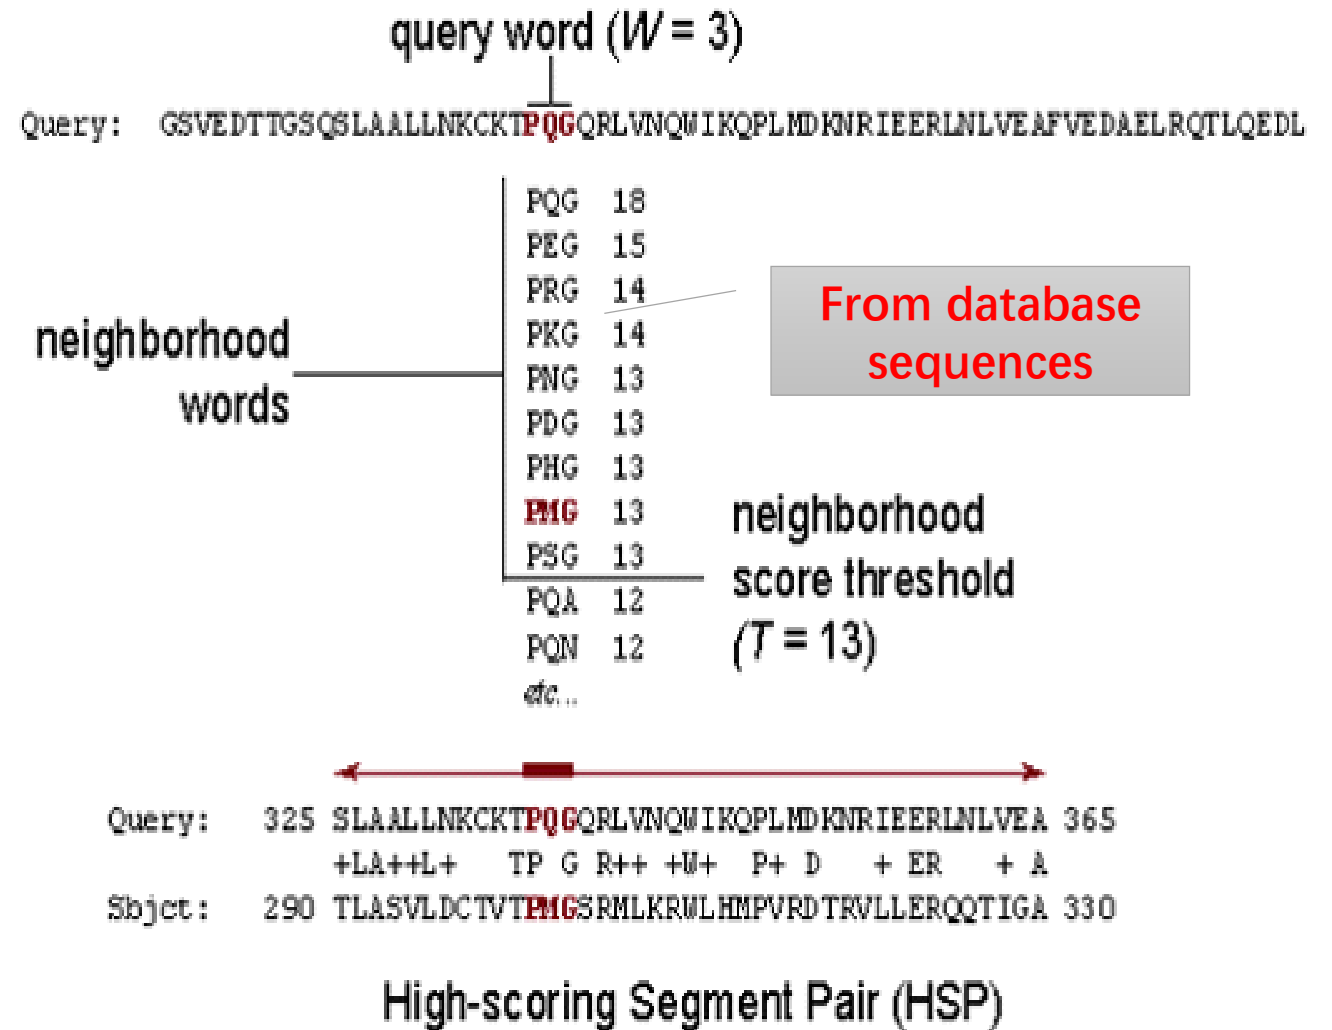 query word (W = 3)
Query: GSVEDTTGSQSLAALLNKCKTPQGQRLVNQWIKQPLMDKNRIEERLNLVEAFVEDAELRQTLQEDL
PQG 18
PEG 15
PRG 14
PKG 14
PNG 13
PDG 13
PHG 13
PMG 13
PSG 13
PQA 12
PQN 12
etc...
neighborhood
words
From database
sequences
neighborhood
score threshold
(T = 13)
Query: 325 SLAALLNKCKTPQGQRLVNQWIKQPLMDKNRIEERLNLVEA 365
+LA++L+ TP G R++ +W+ P+ D + ER + A
Sbjct: 290 TLASVLDCTVTPMGSRMLKRWLHMPVRDTRVLLERQQTIGA 330
High-scoring Segment Pair (HSP)